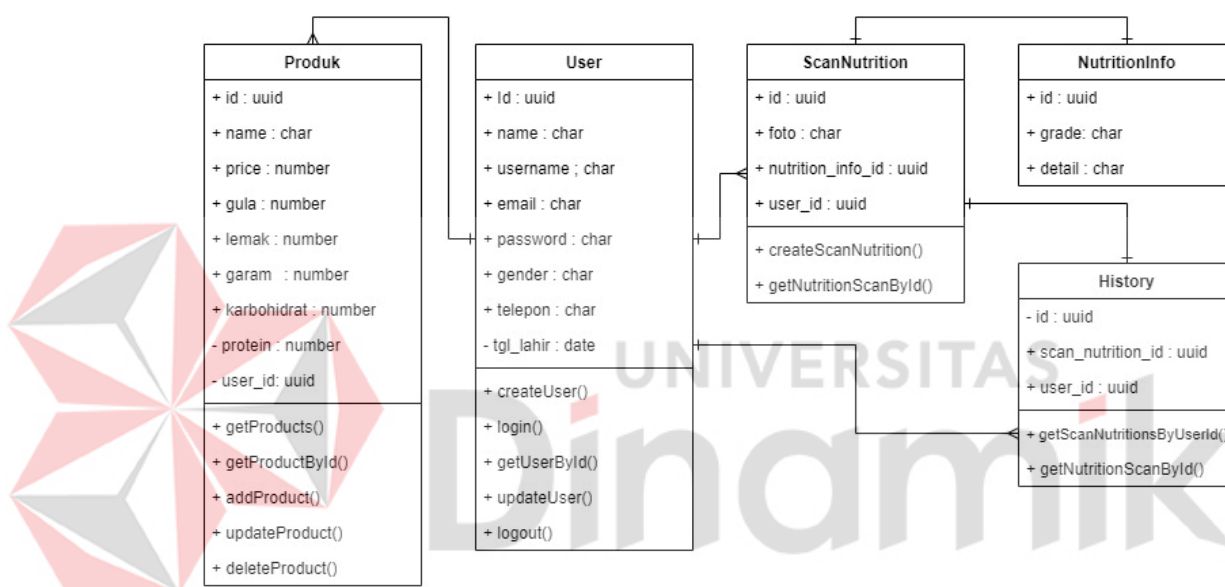 Produk
+ id : uuid
+ name : char
+ price : number
+ gula : number
+ lemak : number
+ garam : number
+ karbohidrat : number
- protein : number
- user_id: uuid
+ getProducts()
+ getProductById()
+ addProduct()
+ updateProduct()
+ deleteProduct()
User
+ Id : uuid
+ name : char
+ username ; char
+ email : char
+ password : char
+ gender : char
+ telepon : char
- tgl_lahir : date
+ createUser()
+ login()
+ getUserById()
+ updateUser()
+ logout()
ScanNutrition
+ id : uuid
+ foto : char
+ nutrition_info_id : uuid
+ user_id : uuid
+ createScanNutrition()
+ getNutritionScanById()
NutritionInfo
+ id : uuid
+ grade: char
+ detail : char
History
- id : uuid
+ scan_nutrition_id : uuid
+ user_id : uuid
+ getScanNutritionsByUserId()
+ getNutritionScanById()
UNIVERSITAS
Dinamik